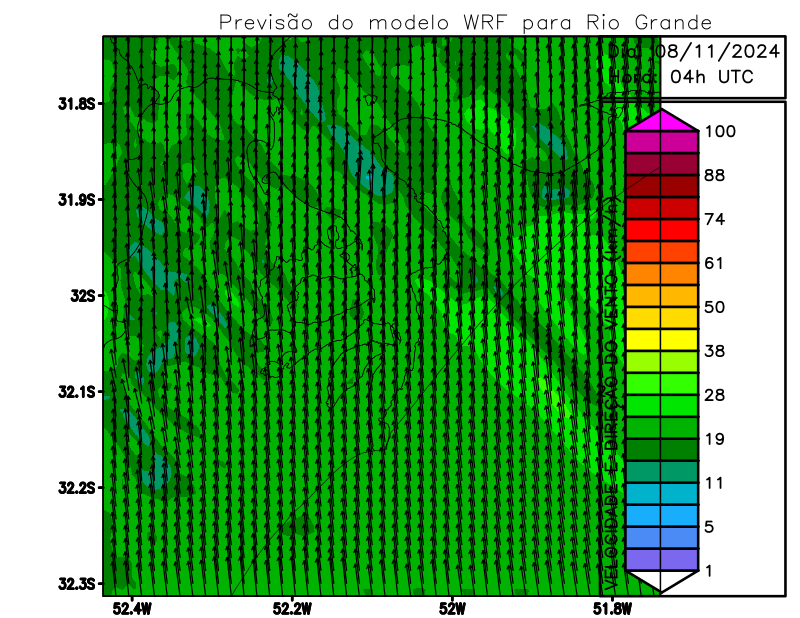 Previsão do modelo WRF para Rio Grande
Dia: 08/11/2024
Hora: 04h UTC
31.8S
31.9S
32S
32.1S
32.2S
32.3S
52.4W
52.2W
52W
51.8W
VELOCIDADE E DIREÇÃO DO VENTO (km/h)
100
88
74
61
50
38
28
19
11
5
1